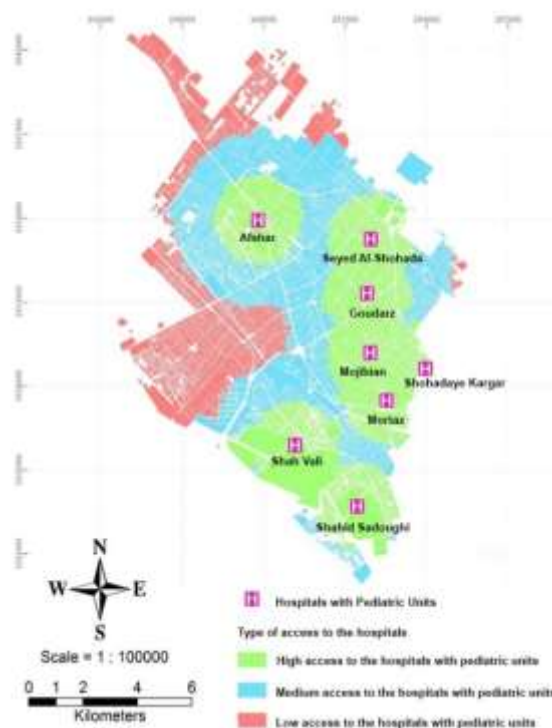 Afshar
Seyed Al-Shohada
Goudarz
Mojibian
Shohadaye Kargar
Mortaz
Shah Vali
Shahid Sadoughi
N
W E
S
Scale = 1 : 100000
0 1 2 4 6
Kilometers
H Hospitals with Pediatric Units
Type of access to the hospitals
High access to the hospitals with pediatric units
Medium access to the hospitals with pediatric units
Low access to the hospitals with pediatric units